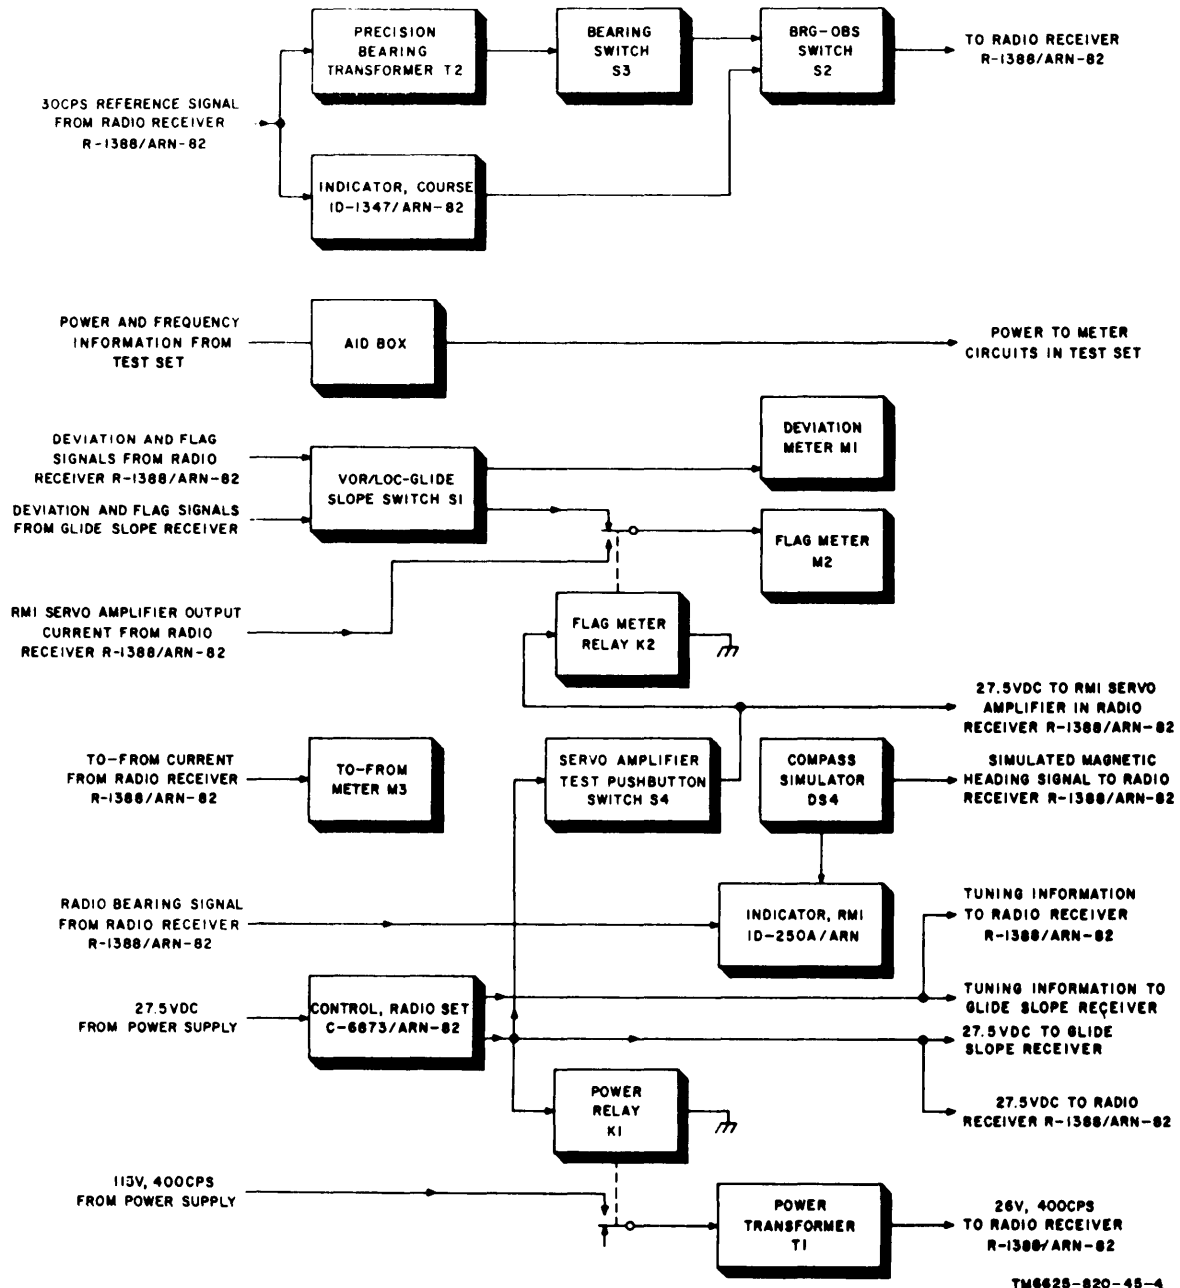 PRECISION
BEARING
TRANSFORMER T2
BEARING
SWITCH
S3
BRG-OBS
SWITCH
S2
TO RADIO RECEIVER
R-1388/ARN-82
30CPS REFERENCE SIGNAL
FROM RADIO RECEIVER
R-1388/ARN-82
INDICATOR, COURSE
ID-1347/ARN-82
POWER AND FREQUENCY
INFORMATION FROM
TEST SET
AID BOX
POWER TO METER
CIRCUITS IN TEST SET
DEVIATION AND FLAG
SIGNALS FROM RADIO
RECEIVER R-1388/ARN-82
DEVIATION AND FLAG SIGNALS
FROM GLIDE SLOPE RECEIVER
VOR/LOC-GLIDE
SLOPE SWITCH S1
DEVIATION
METER M1
FLAG METER
M2
RMI SERVO AMPLIFIER OUTPUT
CURRENT FROM RADIO
RECEIVER R-1388/ARN-82
FLAG METER
RELAY K2
27.5VDC TO RMI SERVO
AMPLIFIER IN RADIO
RECEIVER R-1388/ARN-82
TO-FROM CURRENT
FROM RADIO RECEIVER
R-1388/ARN-82
TO-FROM
METER M3
SERVO AMPLIFIER
TEST PUSHBUTTON
SWITCH S4
COMPASS
SIMULATOR
DS4
SIMULATED MAGNETIC
HEADING SIGNAL TO RADIO
RECEIVER R-1388/ARN-82
RADIO BEARING SIGNAL
FROM RADIO RECEIVER
R-1388/ARN-82
INDICATOR, RMI
ID-250A/ARN
TUNING INFORMATION
TO RADIO RECEIVER
R-1388/ARN-82
27.5VDC
FROM POWER SUPPLY
CONTROL, RADIO SET
C-6873/ARN-82
TUNING INFORMATION TO
GLIDE SLOPE RECEIVER
27.5VDC TO GLIDE
SLOPE RECEIVER
POWER
RELAY
K1
27.5VDC TO RADIO
RECEIVER R-1388/ARN-82
115V, 400CPS
FROM POWER SUPPLY
POWER
TRANSFORMER
T1
26V, 400CPS
TO RADIO RECEIVER
R-1388/ARN-82
TM6625-820-45-4